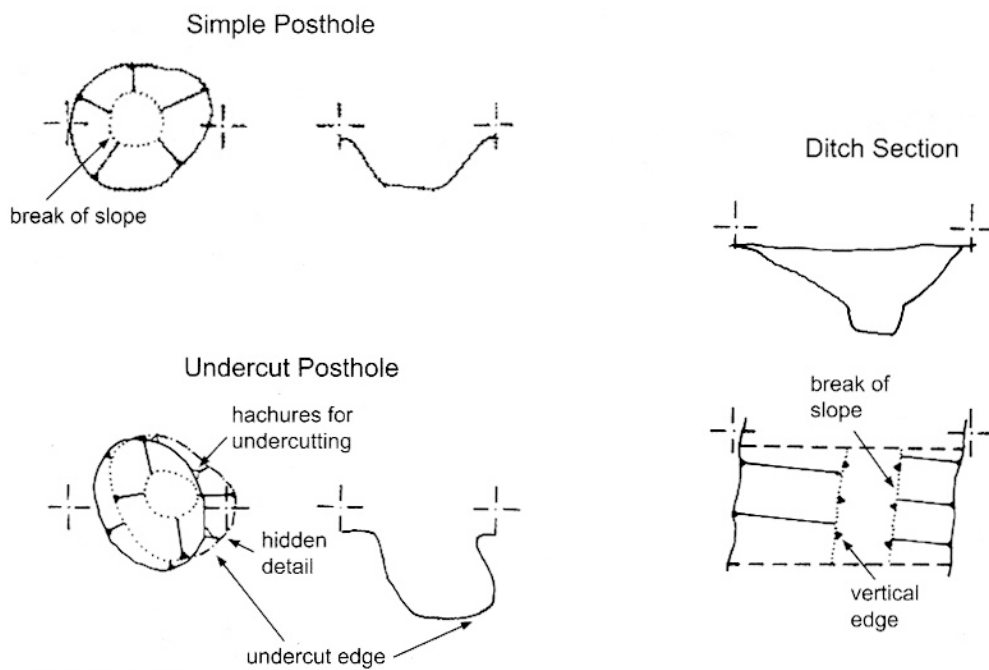 Simple Posthole
break of slope
Ditch Section
Undercut Posthole
hachures for
undercutting
hidden
detail
undercut edge
break of
slope
vertical
edge